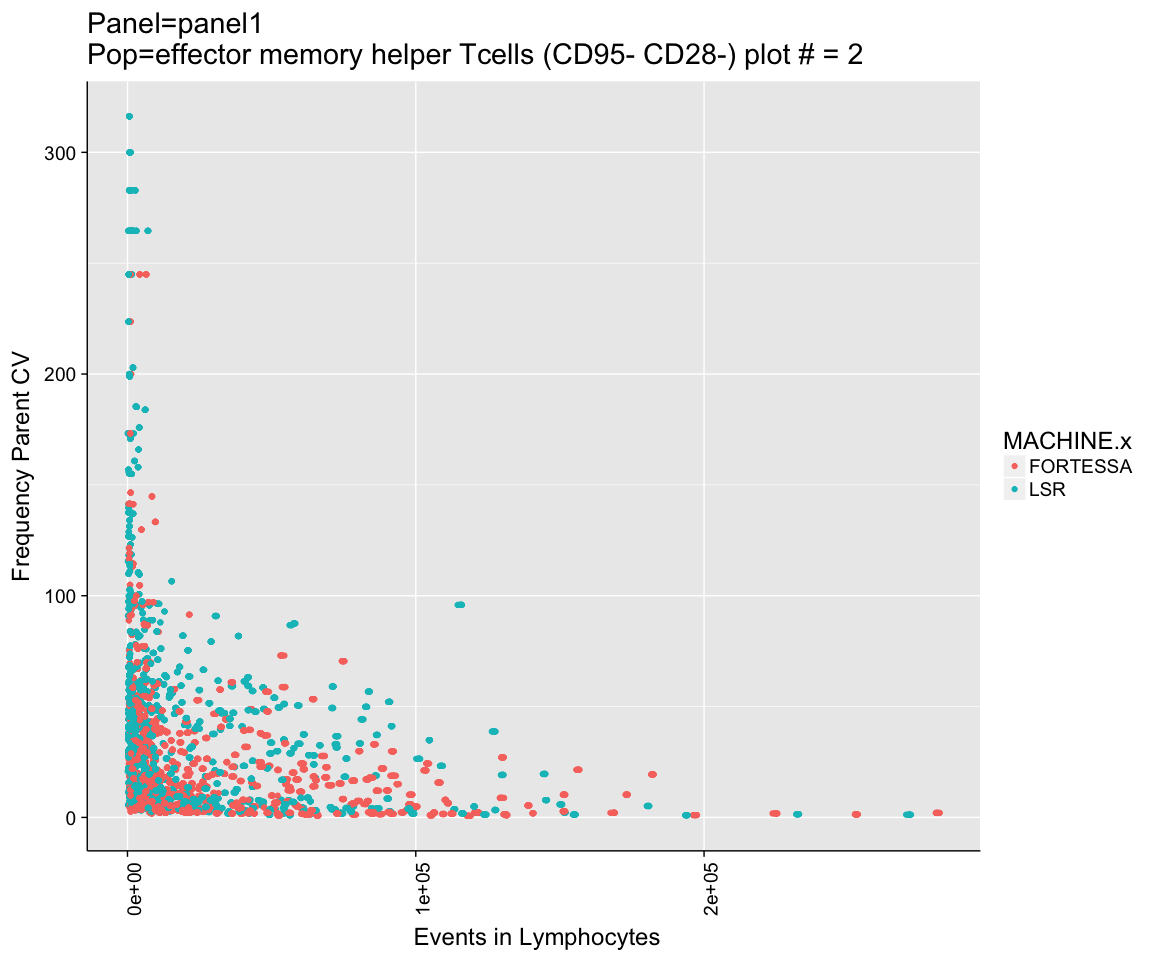 Panel=panel1
Pop=effector memory helper Tcells (CD95- CD28-) plot # = 2
Frequency Parent CV
300
200
100
0
0e+00
1e+05
2e+05
Events in Lymphocytes
MACHINE.x
FORTESSA
LSR